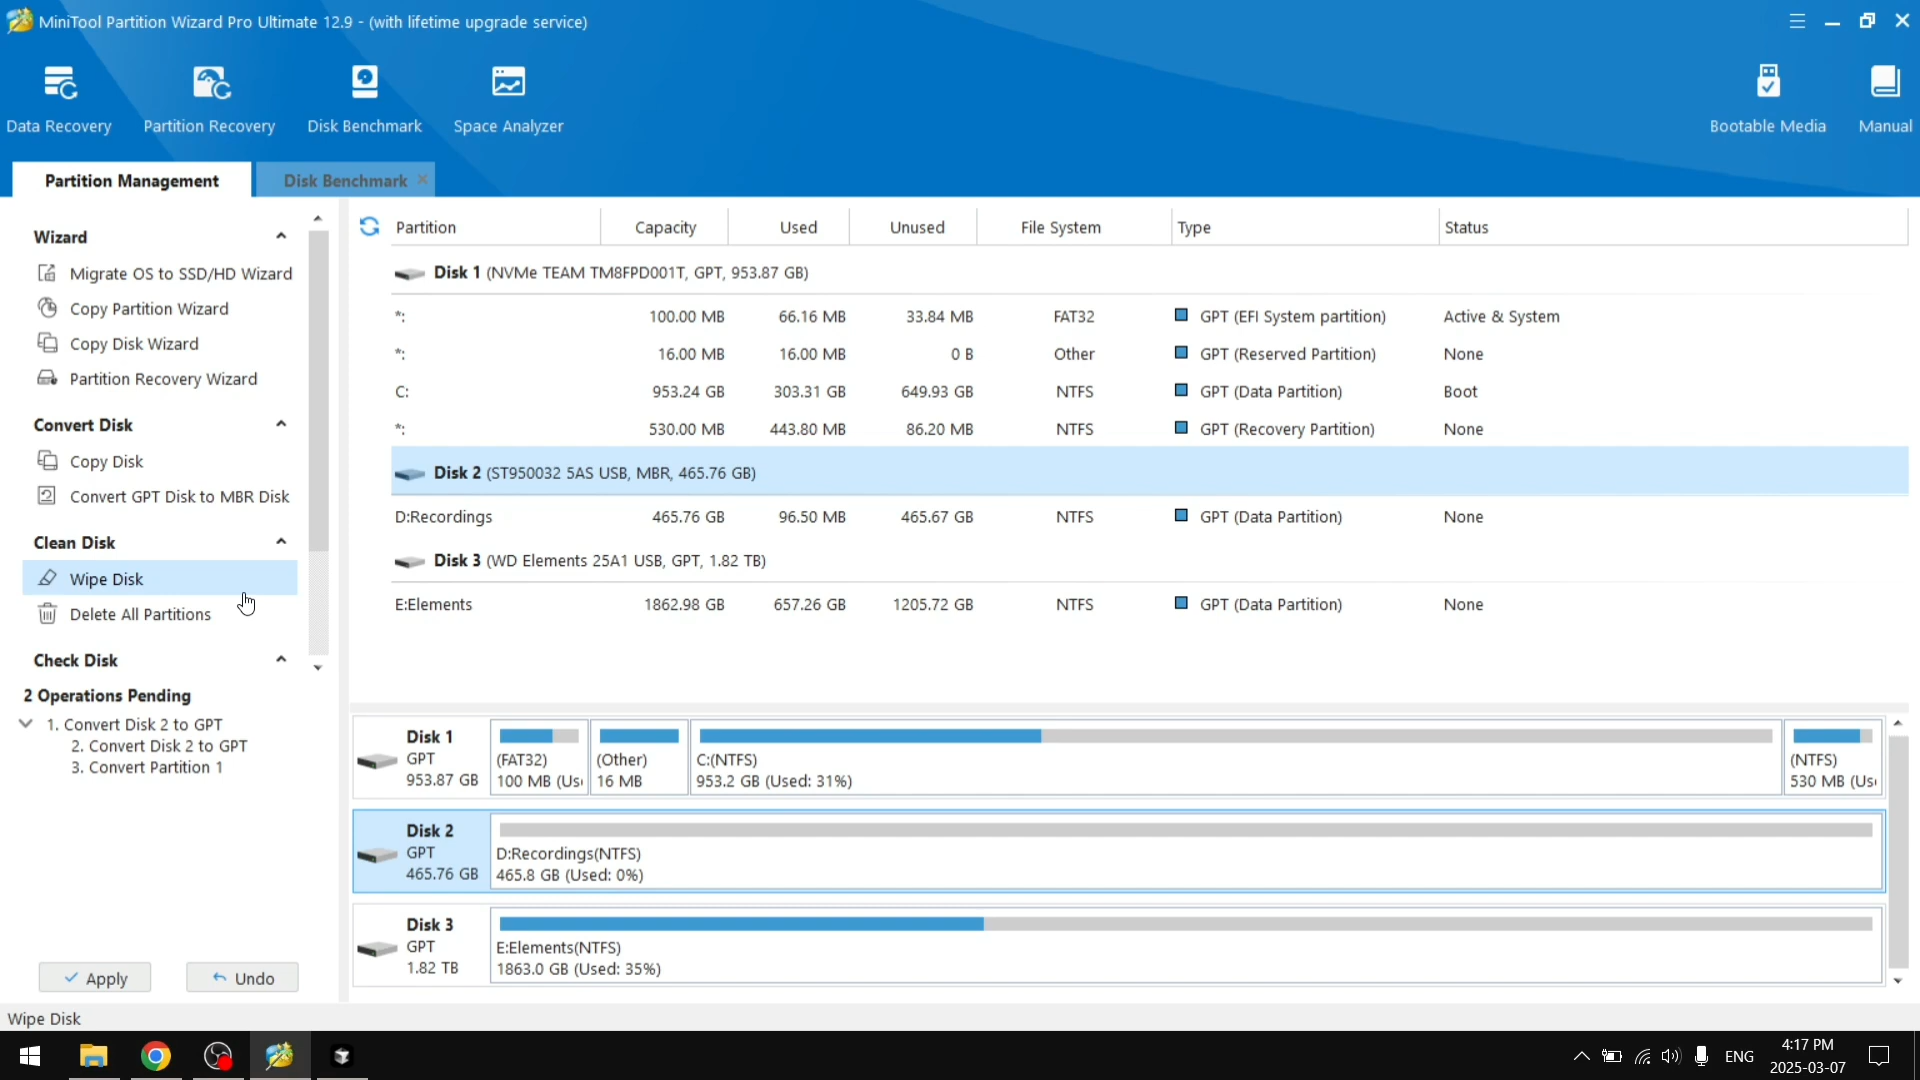 MiniTool Partition Wizard Pro Ultimate 12.9 - (with lifetime upgrade service)
Data Recovery
Partition Recovery
Disk Benchmark
Space Analyzer
Bootable Media
Manual
Partition Management
Disk Benchmark
Wizard
Migrate OS to SSD/HD Wizard
Copy Partition Wizard
Copy Disk Wizard
Partition Recovery Wizard
Convert Disk
Copy Disk
Convert GPT Disk to MBR Disk
Clean Disk
Wipe Disk
Delete All Partitions
Check Disk
2 Operations Pending
1. Convert Disk 2 to GPT
2. Convert Disk 2 to GPT
3. Convert Partition 1
Apply
Undo
Partition Capacity Used Unused File System Type Status
Disk 1 (NVMe TEAM TM8FPD001T, GPT, 953.87 GB)
*: 100.00 MB 66.16 MB 33.84 MB FAT32 GPT (EFI System partition) Active & System
*: 16.00 MB 16.00 MB 0 B Other GPT (Reserved Partition) None
C: 953.24 GB 303.31 GB 649.93 GB NTFS GPT (Data Partition) Boot
*: 530.00 MB 443.80 MB 86.20 MB NTFS GPT (Recovery Partition) None
Disk 2 (ST950032 5AS USB, MBR, 465.76 GB)
D:Recordings 465.76 GB 96.50 MB 465.67 GB NTFS GPT (Data Partition) None
Disk 3 (WD Elements 25A1 USB, GPT, 1.82 TB)
E:Elements 1862.98 GB 657.26 GB 1205.72 GB NTFS GPT (Data Partition) None
Disk 1
GPT
953.87 GB
(FAT32)
100 MB (Us
(Other)
16 MB
C:(NTFS)
953.2 GB (Used: 31%)
(NTFS)
530 MB (Us
Disk 2
GPT
465.76 GB
D:Recordings(NTFS)
465.8 GB (Used: 0%)
Disk 3
GPT
1.82 TB
E:Elements(NTFS)
1863.0 GB (Used: 35%)
Wipe Disk
ENG
4:17 PM
2025-03-07